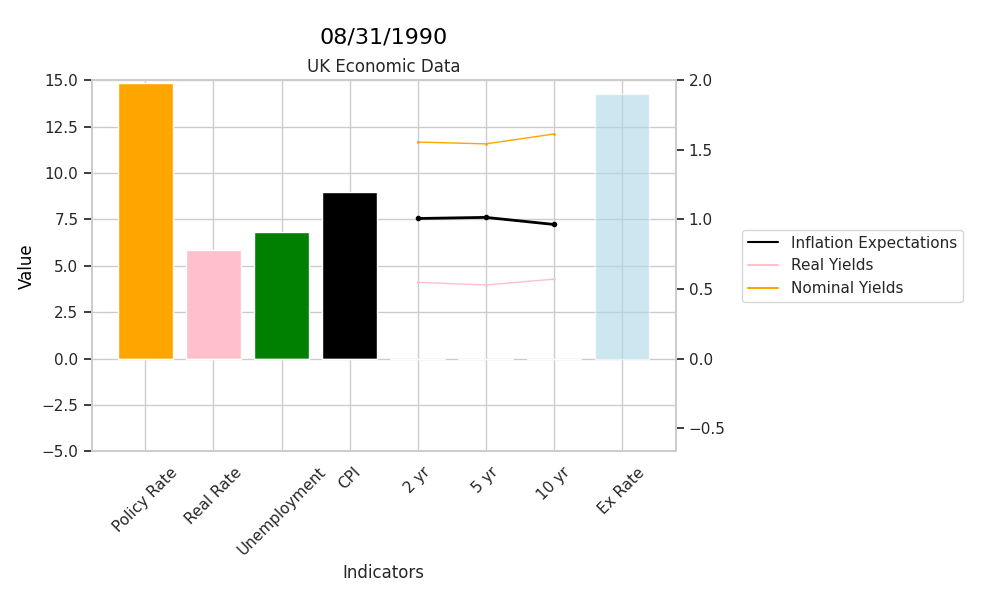 08/31/1990
UK Economic Data
15.0
12.5
10.0
7.5
5.0
2.5
0.0
−2.5
−5.0
Value
2.0
1.5
1.0
0.5
0.0
−0.5
Inflation Expectations
Real Yields
Nominal Yields
Policy Rate
Real Rate
Unemployment
CPI
2 yr
5 yr
10 yr
Ex Rate
Indicators